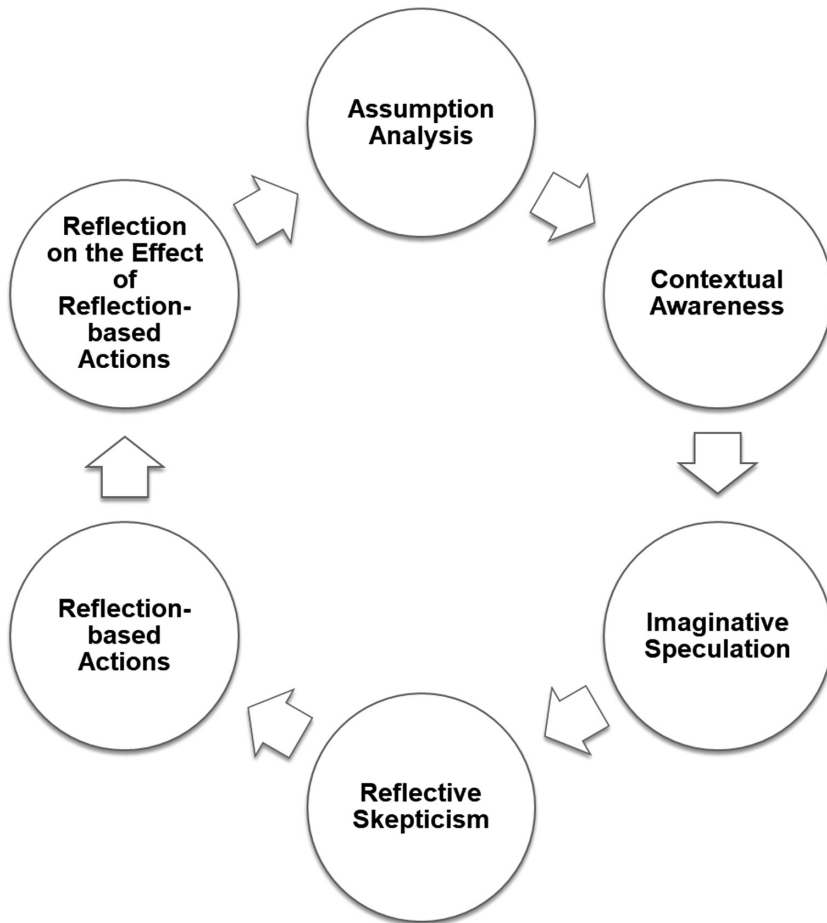 Assumption
Analysis
Contextual
Awareness
Imaginative
Speculation
Reflective
Skepticism
Reflection-
based
Actions
Reflection
on the Effect
of
Reflection-
based
Actions